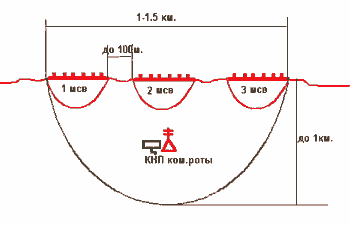 1-1.5 км.
до 100м.
1 мсв
2 мсв
3 мсв
до 1км.
КНП ком.роты